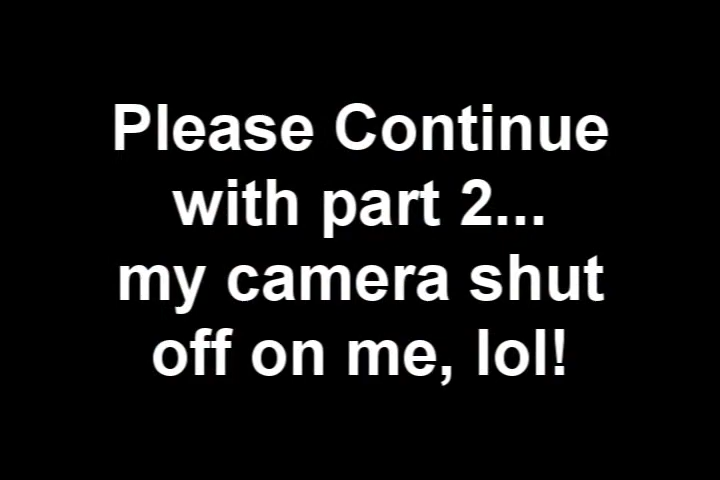 Please Continue
with part 2...
my camera shut
off on me, lol!